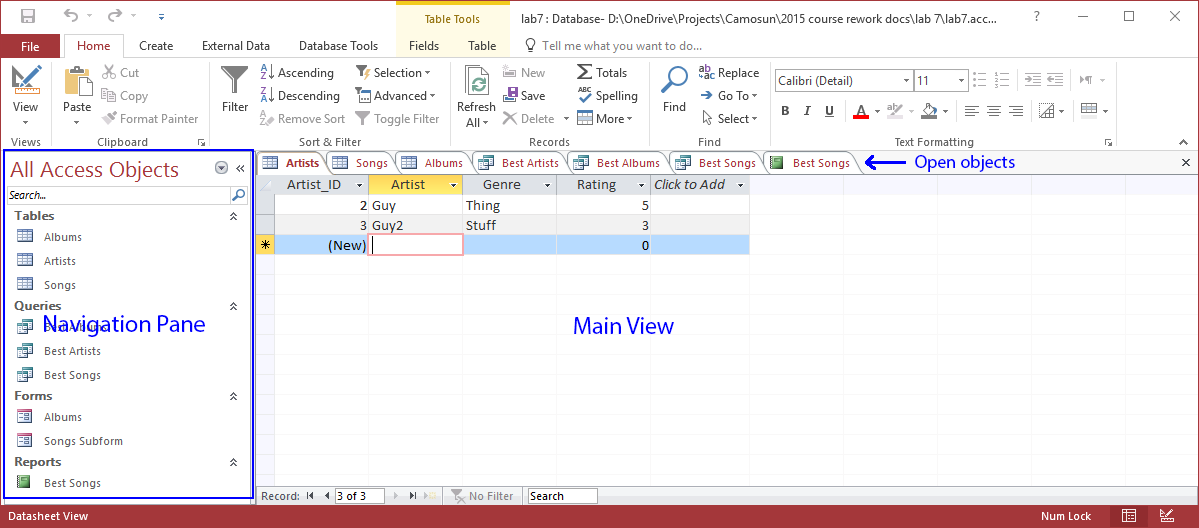 Table Tools
lab7 : Database- D:\OneDrive\Projects\Camosun\2015 course rework docs\lab 7\lab7.acc...
?
File Home Create External Data Database Tools Fields Table Tell me what you want to do...
View
Views
Paste
Cut
Copy
Format Painter
Clipboard
Filter
Ascending
Descending
Remove Sort
Selection
Advanced
Toggle Filter
Sort & Filter
Refresh
All
New
Save
Delete
Totals
Spelling
More
Records
Find
Replace
Go To
Select
Find
Calibri (Detail) 11
B I U A
Text Formatting
All Access Objects
Search...
Tables
Albums
Artists
Songs
Queries
Best Albums
Best Artists
Best Songs
Forms
Albums
Songs Subform
Reports
Best Songs
Navigation Pane
Artists Songs Albums Best Artists Best Albums Best Songs Best Songs
Open objects
Artist_ID Artist Genre Rating Click to Add
2 Guy Thing 5
3 Guy2 Stuff 3
(New) 0
Main View
Record: 3 of 3 No Filter Search
Datasheet View
Num Lock